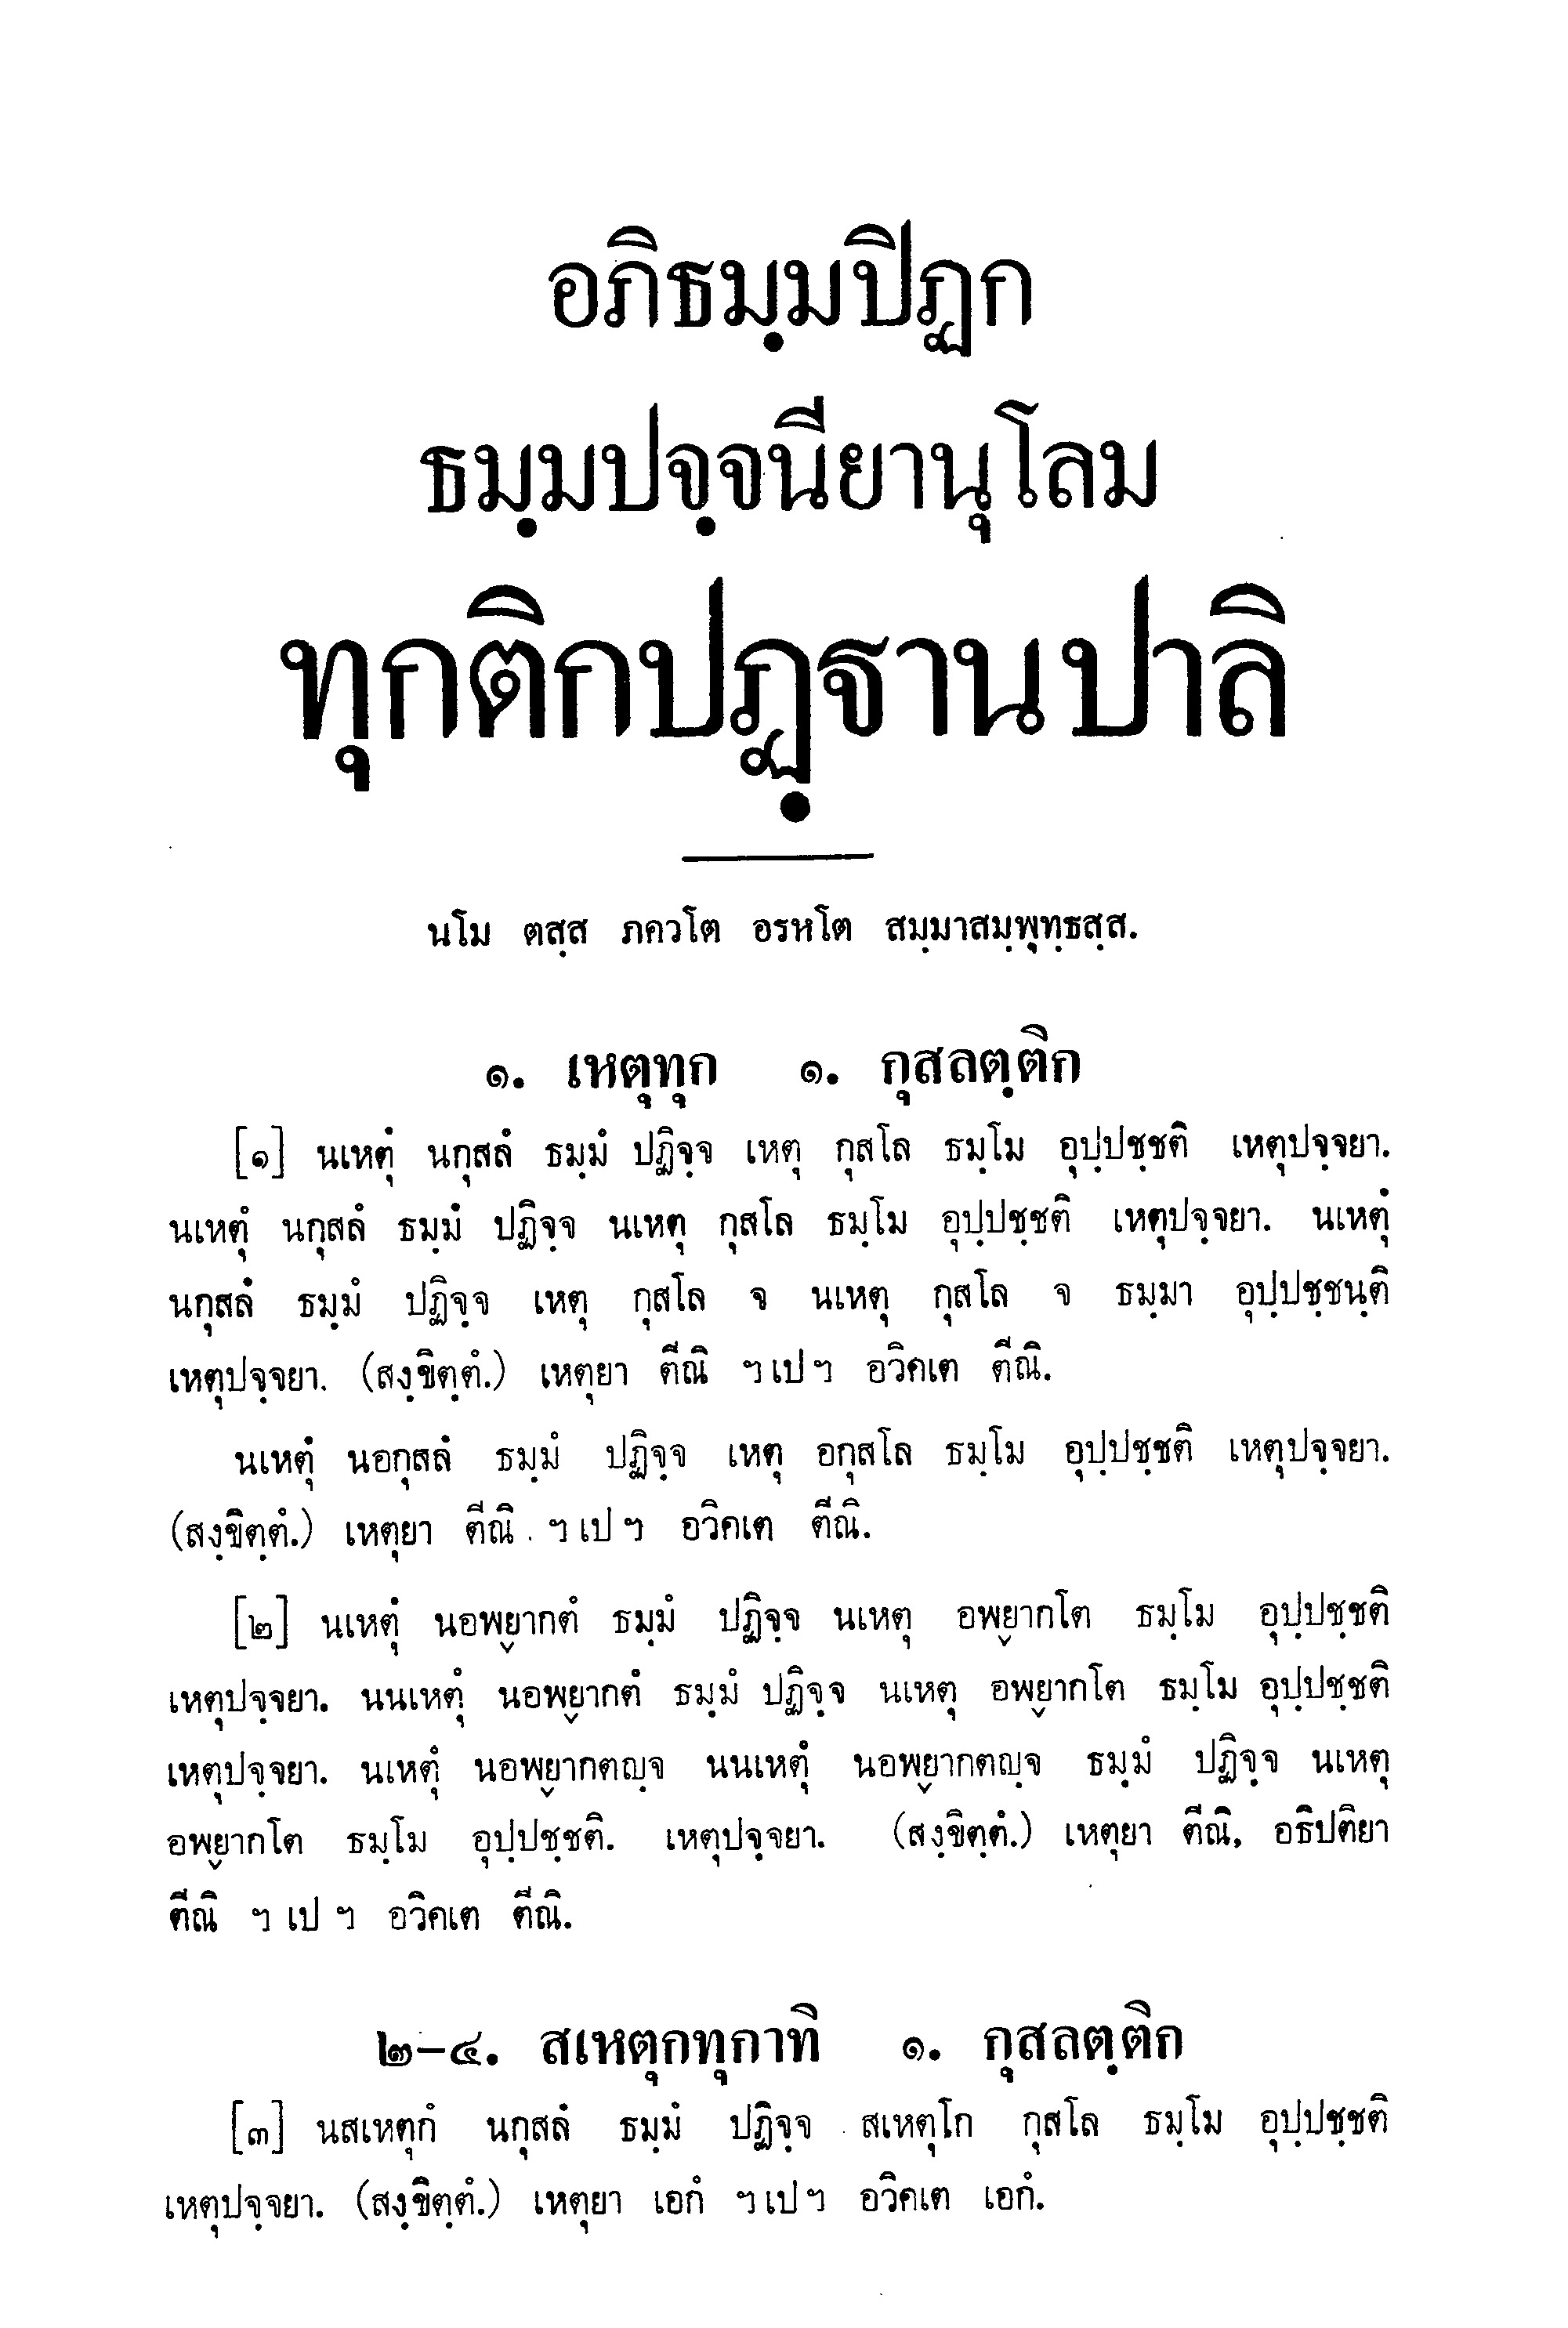 อภิธมฺมปิฏก
ธมฺมปจฺจนียานุโลม
ทุกติกปฏฺฐานปาลิ
นโม ตสฺส ภควโต อรหโต สมฺมาสมฺพุทฺธสฺส.
๑. เหตุทุก ๑. กุสลตฺติก
[๑] นเหตุํ นกุสลํ ธมฺมํ ปฏิจฺจ เหตุ กุสโล ธมฺโม อุปฺปชฺชติ เหตุปจฺจยา.
นเหตุํ นกุสลํ ธมฺมํ ปฏิจฺจ นเหตุ กุสโล ธมฺโม อุปฺปชฺชติ เหตุปจฺจยา. นเหตุํ
นกุสลํ ธมฺมํ ปฏิจฺจ เหตุ กุสโล จ นเหตุ กุสโล จ ธมฺมา อุปฺปชฺชนฺติ
เหตุปจฺจยา. (สงฺขิตฺตํ.) เหตุยา ตีณิ ฯ เป ฯ อวิคเต ตีณิ.
นเหตุํ นอกุสลํ ธมฺมํ ปฏิจฺจ เหตุ อกุสโล ธมฺโม อุปฺปชฺชติ เหตุปจฺจยา.
(สงฺขิตฺตํ.) เหตุยา ตีณิ ฯ เป ฯ อวิคเต ตีณิ.
[๒] นเหตุํ นอพฺยากตํ ธมฺมํ ปฏิจฺจ นเหตุ อพฺยากโต ธมฺโม อุปฺปชฺชติ
เหตุปจฺจยา. นนเหตุํ นอพฺยากตํ ธมฺมํ ปฏิจฺจ นเหตุ อพฺยากโต ธมฺโม อุปฺปชฺชติ
เหตุปจฺจยา. นเหตุํ นอพฺยากตญฺจ นนเหตุํ นอพฺยากตญฺจ ธมฺมํ ปฏิจฺจ นเหตุ
อพฺยากโต ธมฺโม อุปฺปชฺชติ. เหตุปจฺจยา. (สงฺขิตฺตํ.) เหตุยา ตีณิ, อธิปติยา
ตีณิ ฯ เป ฯ อวิคเต ตีณิ.
๒–๔. สเหตุกทุกาทิ ๑. กุสลตฺติก
[๓] นสเหตุกํ นกุสลํ ธมฺมํ ปฏิจฺจ สเหตุโก กุสโล ธมฺโม อุปฺปชฺชติ
เหตุปจฺจยา. (สงฺขิตฺตํ.) เหตุยา เอกํ ฯ เป ฯ อวิคเต เอกํ.